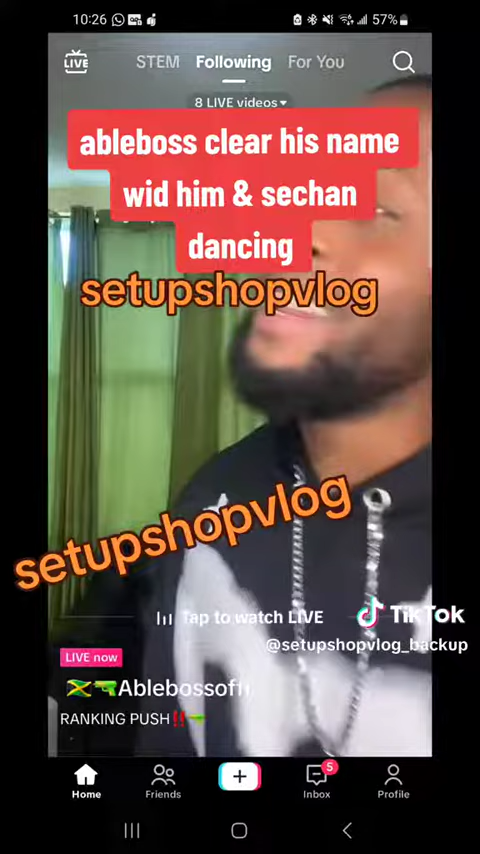 10:26 57%
LIVE STEM Following For You
8 LIVE videos
ableboss clear his name
wid him & sechan
dancing
setupshopvlog
setupshopvlog
Tap to watch LIVE
TikTok
@setupshopvlog_backup
LIVE now
🇯🇲🔫Ablebossoffi
RANKING PUSH‼️🔫
5
Home Friends Inbox Profile